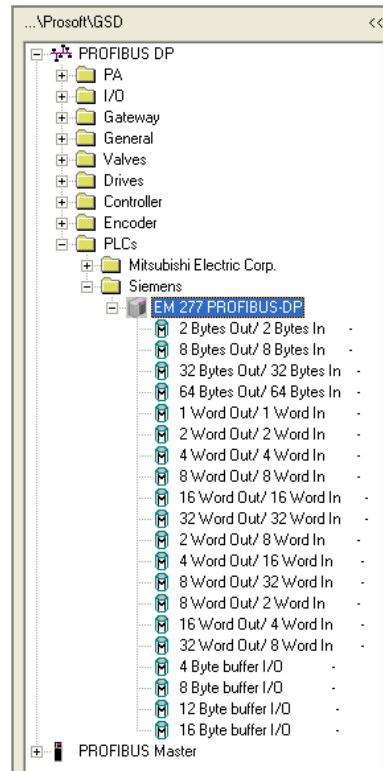 ...\Prosoft\GSD <<
PROFIBUS DP
PA
I/O
Gateway
General
Valves
Drives
Controller
Encoder
PLCs
Mitsubishi Electric Corp.
Siemens
EM 277 PROFIBUS-DP
2 Bytes Out/ 2 Bytes In -
8 Bytes Out/ 8 Bytes In -
32 Bytes Out/ 32 Bytes In -
64 Bytes Out/ 64 Bytes In -
1 Word Out/ 1 Word In -
2 Word Out/ 2 Word In -
4 Word Out/ 4 Word In -
8 Word Out/ 8 Word In -
16 Word Out/ 16 Word In -
32 Word Out/ 32 Word In -
2 Word Out/ 8 Word In -
4 Word Out/ 16 Word In -
8 Word Out/ 32 Word In -
8 Word Out/ 2 Word In -
16 Word Out/ 4 Word In -
32 Word Out/ 8 Word In -
4 Byte buffer I/O -
8 Byte buffer I/O -
12 Byte buffer I/O -
16 Byte buffer I/O -
PROFIBUS Master